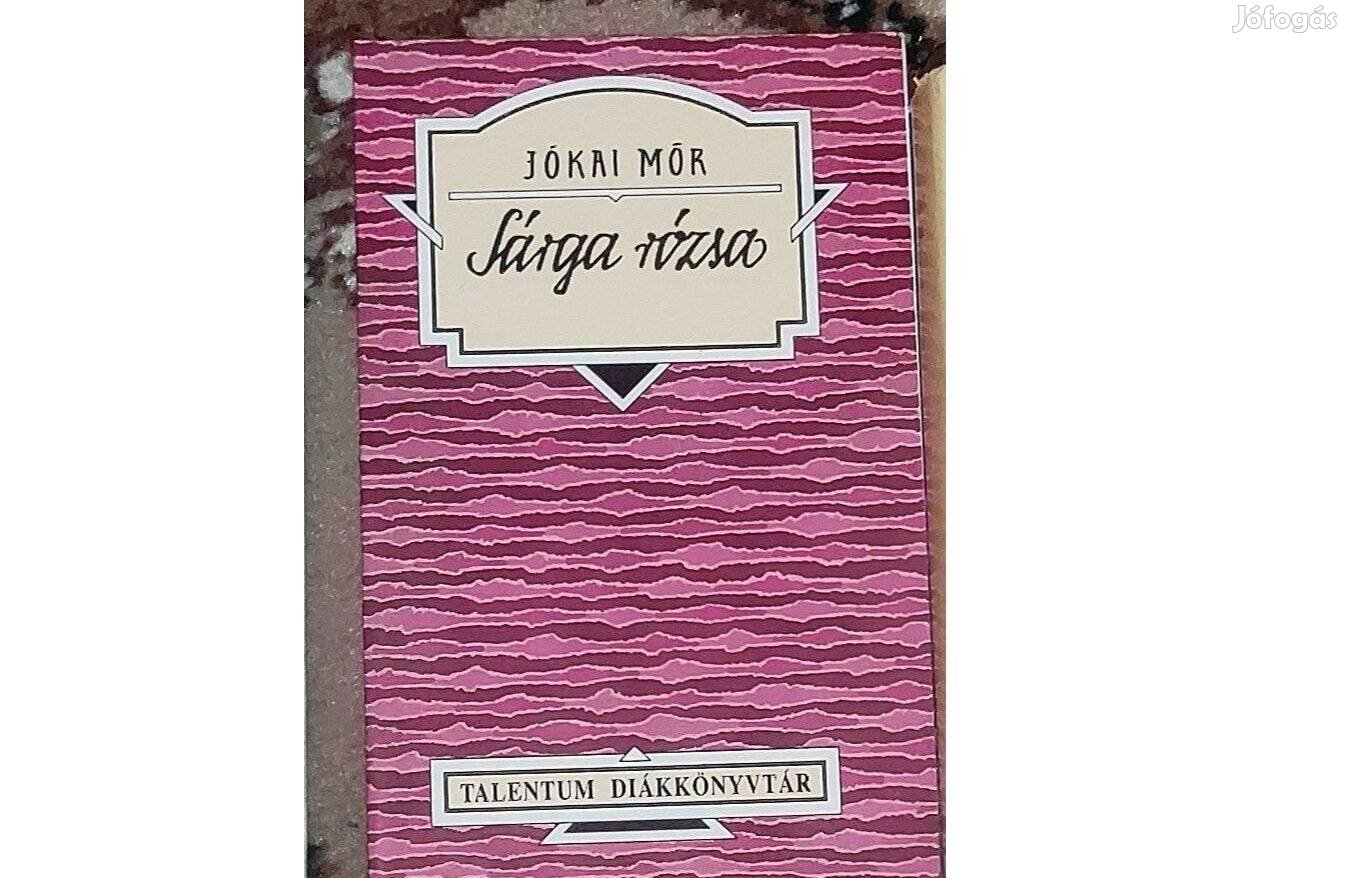 Jófogás
JÓKAI MÓR
Sárga rózsa
TALENTUM DIÁKKÖNYVTÁR